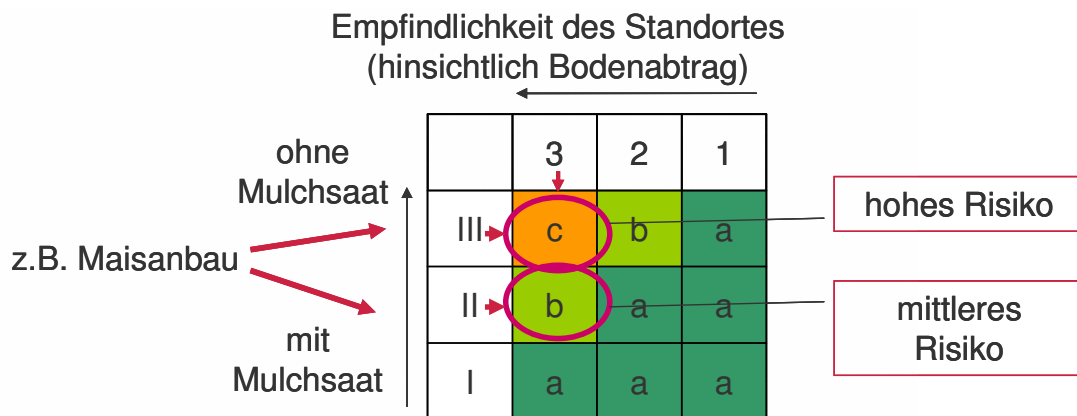 Empfindlichkeit des Standortes
(hinsichtlich Bodenabtrag)
3 2 1
ohne
Mulchsaat
III c b a
hohes Risiko
z.B. Maisanbau
II b a a
mittleres
Risiko
mit
Mulchsaat
I a a a